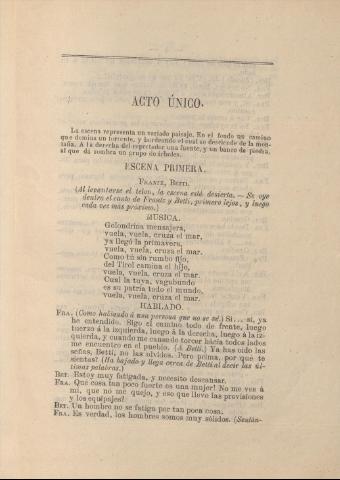 ACTO ÚNICO.
La escena representa un variado paisaje. En el fondo un camino
que domina un torrente, y bordeando el cual se desciende de la mon-
taña. A la derecha del espectador una fuente, y un banco de piedra,
al que da sombra un grupo de árboles.
ESCENA PRIMERA.
FRANTZ, BETTI.
(Al levantarse el telon, la escena está desierta. — Se oye
dentro el canto de Frantz y Betti, primero lejos, y luego
cada vez más próximo.)
MUSICA.
Golondrina mensajera,
vuela, vuela, cruza el mar,
ya llegó la primavera,
vuela, vuela, cruza el mar.
Como tú sin rumbo fijo,
del Tirol camina el hijo,
vuela, vuela, cruza el mar.
Cual la tuya, vagabundo
es su patria todo el mundo,
vuela, vuela, cruza el mar.
HABLADO.
FRA. (Como hablando á una persona que no se vé.) Sí... sí, ya
he entendido. Sigo el camino todo de frente, luego
tuerzo á la izquierda, luego á la derecha, luego á la iz-
quierda, y cuando me canse de torcer hácia todos lados
me encuentro en el pueblo. (A Betti.) Ya has oido las
señas, Betti, no las olvides. Pero prima, por qué te
sientas? (Ha bajado y llega cerca de Betti al decir las úl-
timas palabras.)
BET. Estoy muy fatigada, y necesito descansar.
FRA. Qué cosa tan poco fuerte es una mujer! No me ves á
mí, que no me quejo, y eso que llevo las provisiones
y los equipajes!
BET. Un hombre no se fatiga por tan poca cosa.
FRA. Es verdad, los hombres somos muy sólidos. (Sentán-